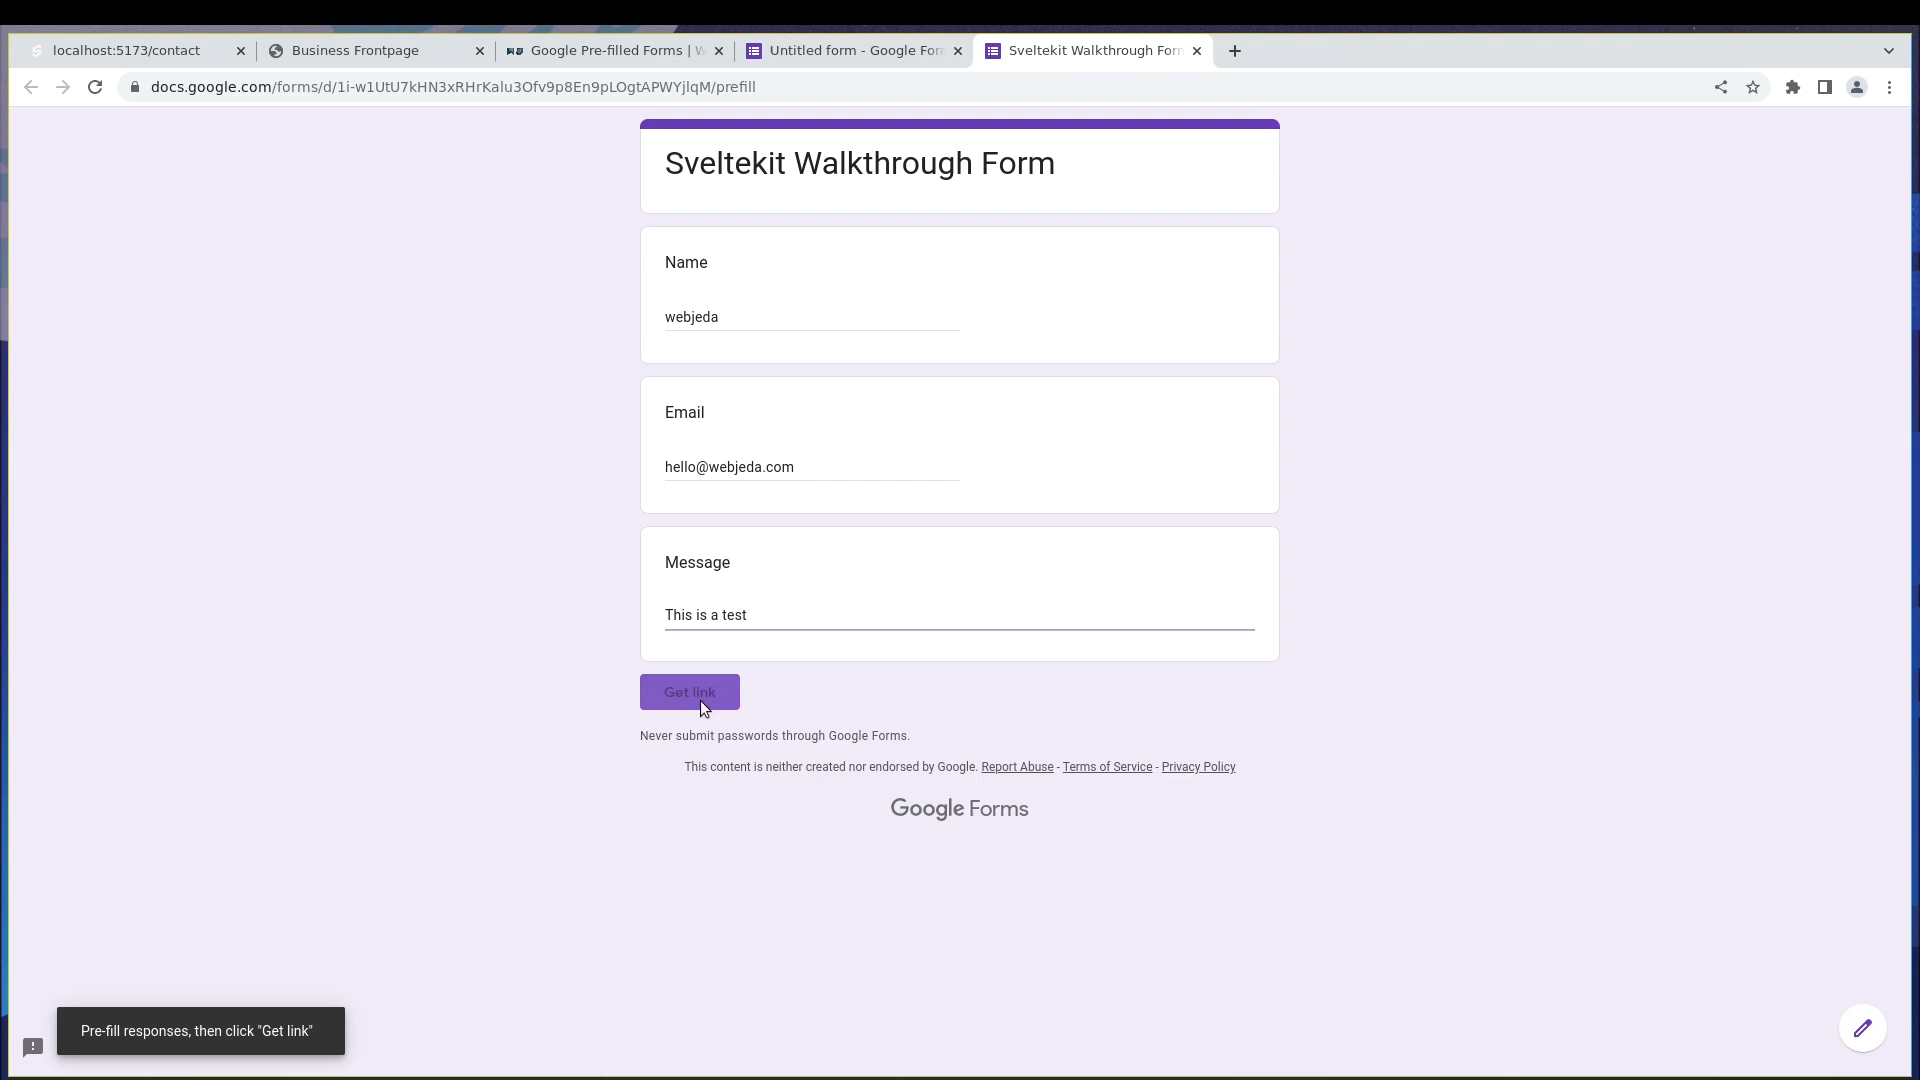 localhost:5173/contact
Business Frontpage
Google Pre-filled Forms |
Untitled form - Google For
Sveltekit Walkthrough Form
docs.google.com/forms/d/1i-w1UtU7kHN3xRHrKalu3Ofv9p8En9pLOgtAPWYjlqM/prefill
Sveltekit Walkthrough Form
Name
webjeda
Email
hello@webjeda.com
Message
This is a test
Get link
Never submit passwords through Google Forms.
This content is neither created nor endorsed by Google. Report Abuse - Terms of Service - Privacy Policy
Google Forms
Pre-fill responses, then click "Get link"